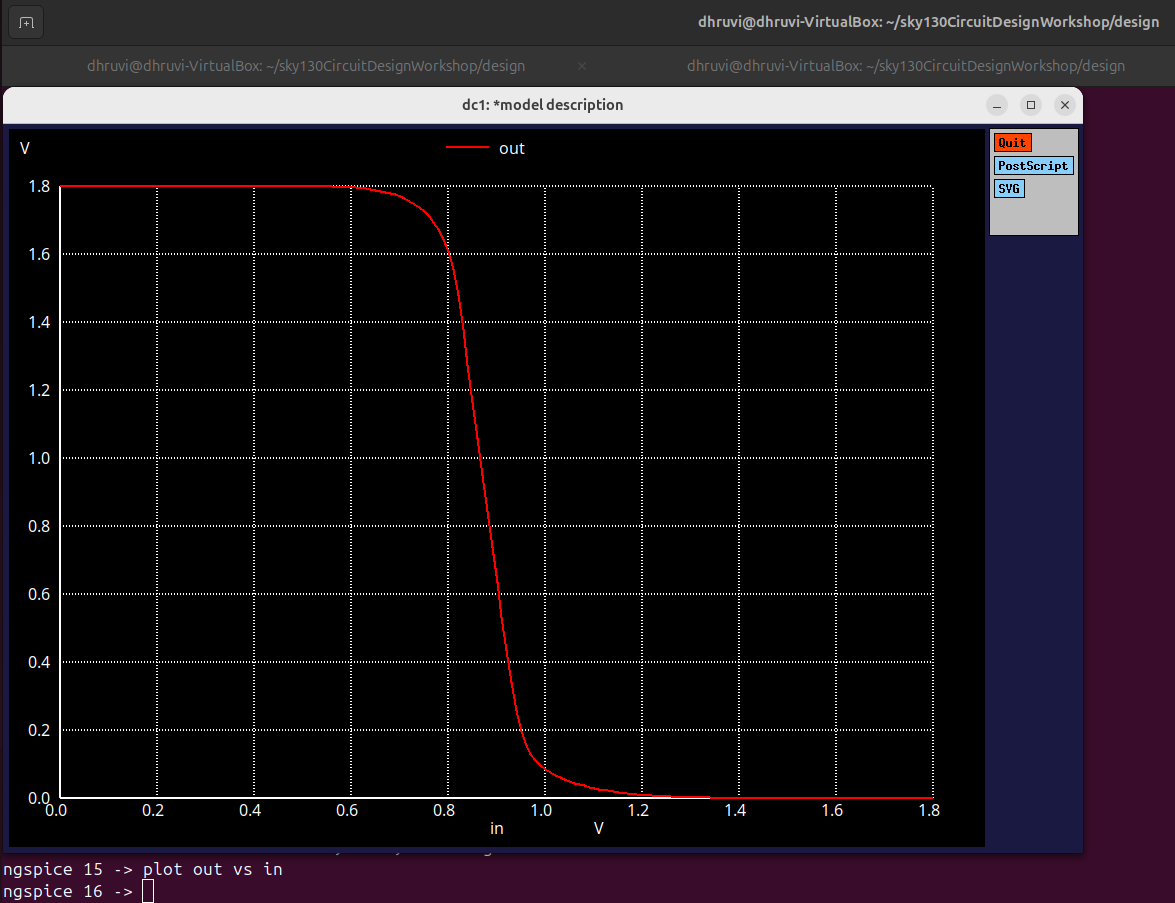 dhruvi@dhruvi-VirtualBox: ~/sky130CircuitDesignWorkshop/design
dhruvi@dhruvi-VirtualBox: ~/sky130CircuitDesignWorkshop/design × dhruvi@dhruvi-VirtualBox: ~/sky130CircuitDesignWorkshop/design
dc1: *model description
V out
Quit
PostScript
SVG
1.8
1.6
1.4
1.2
1.0
0.8
0.6
0.4
0.2
0.0
0.0 0.2 0.4 0.6 0.8 1.0 1.2 1.4 1.6 1.8
in V
ngspice 15 -> plot out vs in
ngspice 16 ->